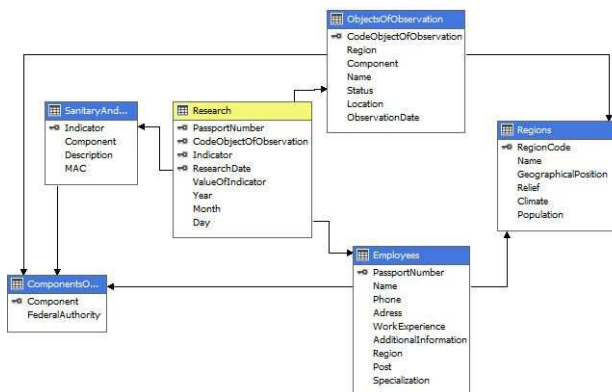 ObjectsOfObservation
CodeObjectOfObservation
Region
Component
Name
Status
Location
ObservationDate
SanitaryAnd...
Indicator
Component
Description
MAC
Research
PassportNumber
CodeObjectOfObservation
Indicator
ResearchDate
ValueOfIndicator
Year
Month
Day
Regions
RegionCode
Name
GeographicalPosition
Relief
Climate
Population
Employees
PassportNumber
Name
Phone
Adress
WorkExperience
AdditionalInformation
Region
Post
Specialization
ComponentsO...
Component
FederalAuthority